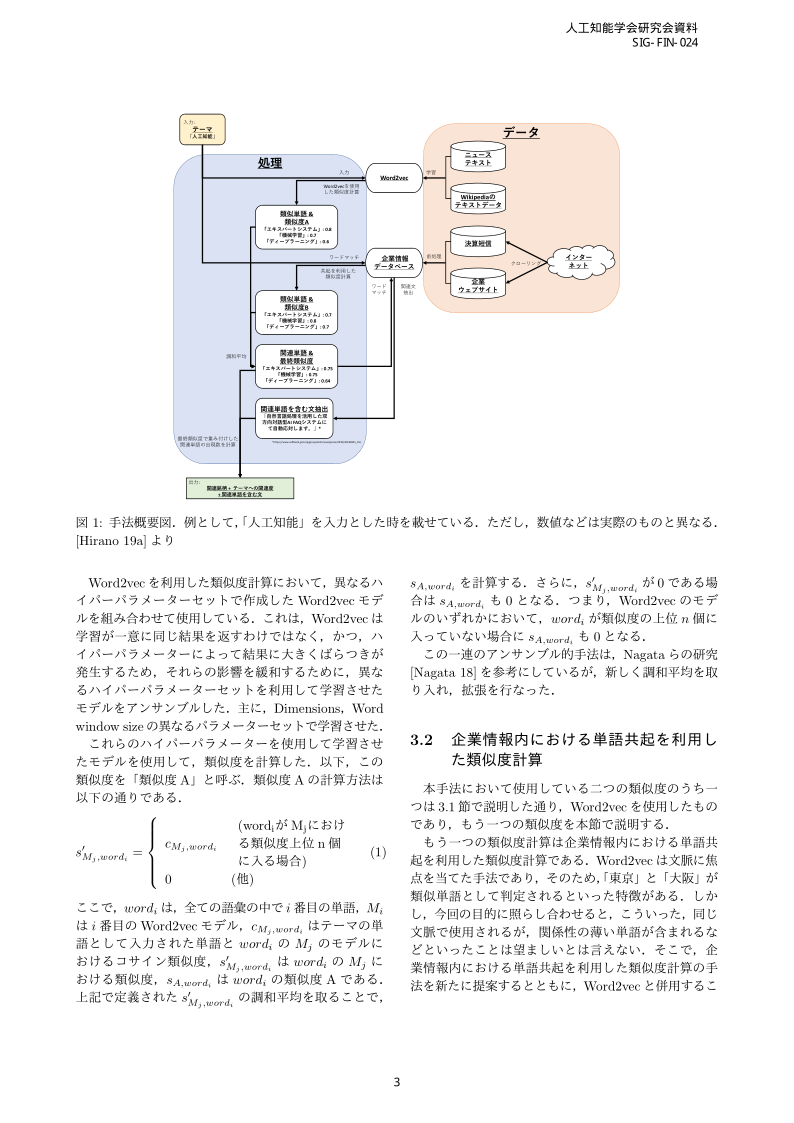 人工知能学会研究会資料
SIG-FIN-024
入力:
テーマ
「人工知能」
処理
データ
入力
Word2vec
学習
ニュース
テキスト
Wikipediaの
テキストデータ
Word2vecを使用
した類似度計算
類似単語 &
類似度A
「エキスパートシステム」: 0.8
「機械学習」: 0.7
「ディープラーニング」: 0.6
ワードマッチ
企業情報
データベース
前処理
決算短信
企業
ウェブサイト
クローリング
インター
ネット
共起を利用した
類似度計算
ワード
マッチ
関連文
抽出
類似単語 &
類似度B
「エキスパートシステム」: 0.7
「機械学習」: 0.8
「ディープラーニング」: 0.7
調和平均
関連単語 &
最終類似度
「エキスパートシステム」: 0.75
「機械学習」: 0.75
「ディープラーニング」: 0.64
関連単語を含む文抽出
「自然言語処理を活用した双
方向対話型AI FAQシステムに
て自動応対します。」*
最終類似度で重み付けした
関連単語の出現数を計算
出力:
関連銘柄 + テーマへの関連度
+ 関連単語を含む文
図 1: 手法概要図．例として，「人工知能」を入力とした時を載せている．ただし，数値などは実際のものと異なる．
[Hirano 19a] より
Word2vec を利用した類似度計算において，異なるハ
イパーパラメーターセットで作成した Word2vec モデ
ルを組み合わせて使用している．これは，Word2vec は
学習が一意に同じ結果を返すわけではなく，かつ，ハ
イパーパラメーターによって結果に大きくばらつきが
発生するため，それらの影響を緩和するために，異な
るハイパーパラメーターセットを利用して学習させた
モデルをアンサンブルした．主に，Dimensions，Word
window size の異なるパラメーターセットで学習させた．
これらのハイパーパラメーターを使用して学習させ
たモデルを使用して，類似度を計算した．以下，この
類似度を「類似度 A」と呼ぶ．類似度 A の計算方法は
以下の通りである．
s′_{M_j,word_i} = { c_{M_j,word_i} (word_iが M_jにおけ
る類似度上位 n 個
に入る場合) (1)
0 (他)
ここで，word_i は，全ての語彙の中で i 番目の単語，M_i
は i 番目の Word2vec モデル，c_{M_j,word_i} はテーマの単
語として入力された単語と word_i の M_j のモデルに
おけるコサイン類似度，s′_{M_j,word_i} は word_i の M_j に
おける類似度，s_{A,word_i} は word_i の類似度 A である．
上記で定義された s′_{M_j,word_i} の調和平均を取ることで，
s_{A,word_i} を計算する．さらに，s′_{M_j,word_i} が 0 である場
合は s_{A,word_i} も 0 となる．つまり，Word2vec のモデ
ルのいずれかにおいて，word_i が類似度の上位 n 個に
入っていない場合に s_{A,word_i} も 0 となる．
この一連のアンサンブル的手法は，Nagata らの研究
[Nagata 18] を参考にしているが，新しく調和平均を取
り入れ，拡張を行なった．
3.2 企業情報内における単語共起を利用し
た類似度計算
本手法において使用している二つの類似度のうち一
つは 3.1 節で説明した通り，Word2vec を使用したもの
であり，もう一つの類似度を本節で説明する．
もう一つの類似度計算は企業情報内における単語共
起を利用した類似度計算である．Word2vec は文脈に焦
点を当てた手法であり，そのため，「東京」と「大阪」が
類似単語として判定されるといった特徴がある．しか
し，今回の目的に照らし合わせると，こういった，同じ
文脈で使用されるが，関係性の薄い単語が含まれるな
どといったことは望ましいとは言えない．そこで，企
業情報内における単語共起を利用した類似度計算の手
法を新たに提案するとともに，Word2vec と併用するこ
3